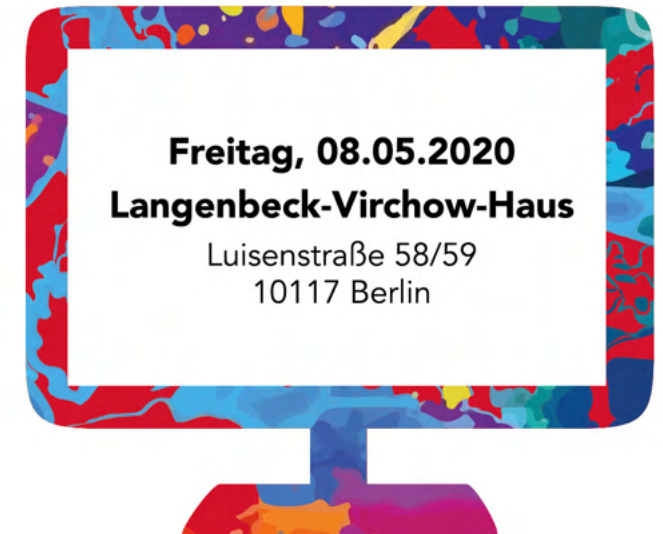 Freitag, 08.05.2020
Langenbeck-Virchow-Haus
Luisenstraße 58/59
10117 Berlin